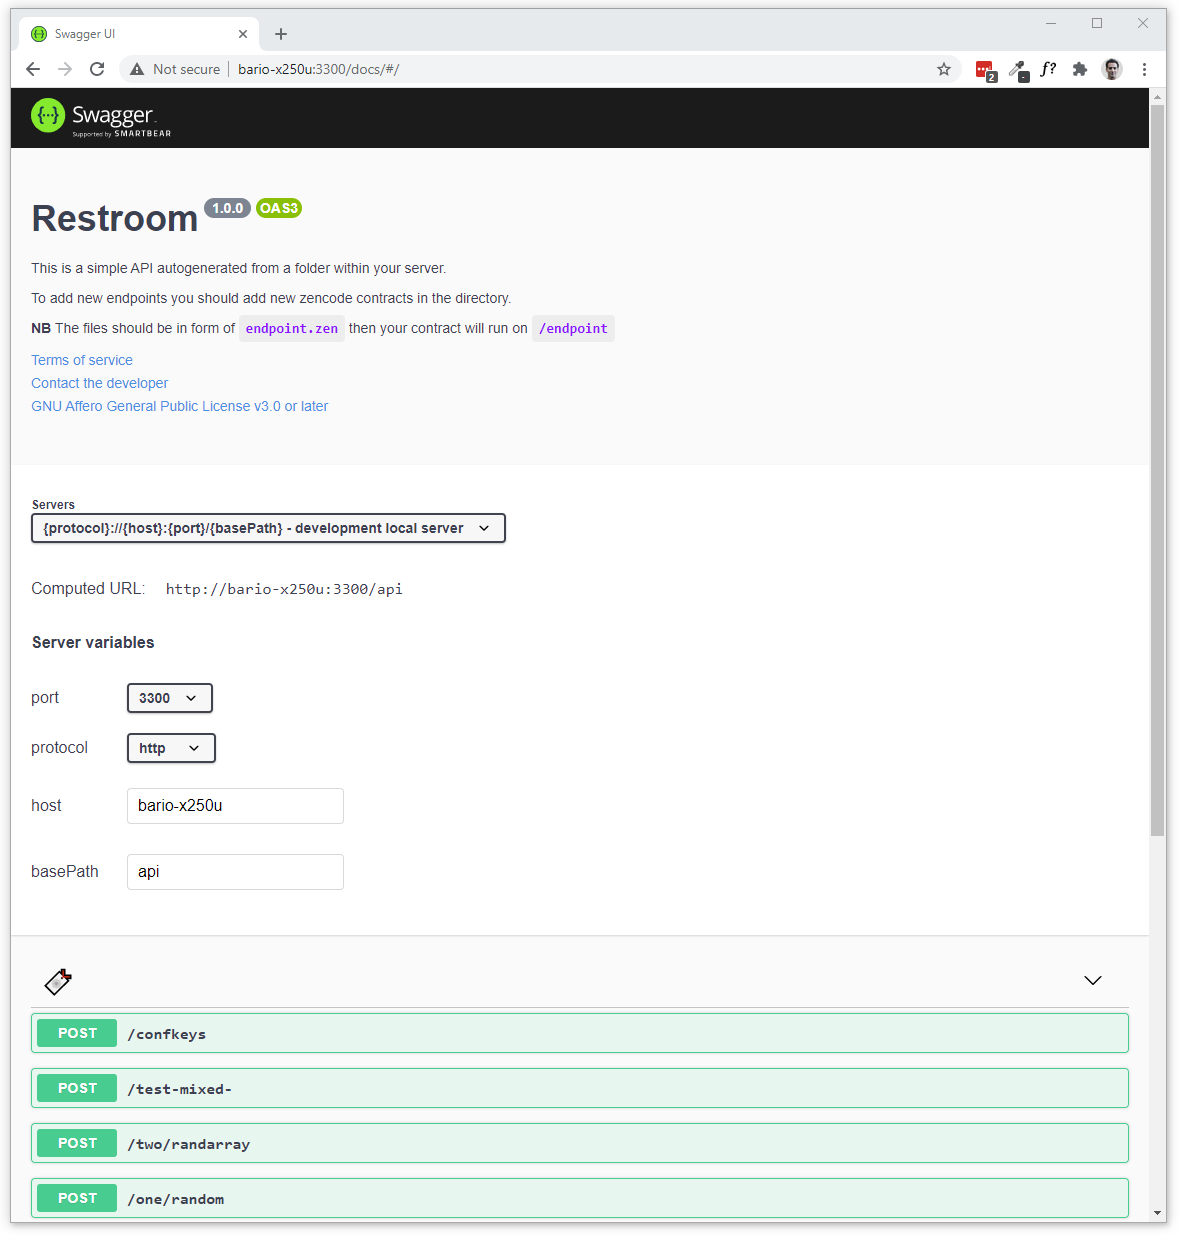 Swagger UI
Not secure bario-x250u:3300/docs/#/
2
f?
{···} Swagger
Supported by SMARTBEAR
Restroom 1.0.0 OAS3
This is a simple API autogenerated from a folder within your server.
To add new endpoints you should add new zencode contracts in the directory.
NB The files should be in form of endpoint.zen then your contract will run on /endpoint
Terms of service
Contact the developer
GNU Affero General Public License v3.0 or later
Servers
{protocol}://{host}:{port}/{basePath} - development local server
Computed URL: http://bario-x250u:3300/api
Server variables
port 3300
protocol http
host bario-x250u
basePath api
POST /confkeys
POST /test-mixed-
POST /two/randarray
POST /one/random